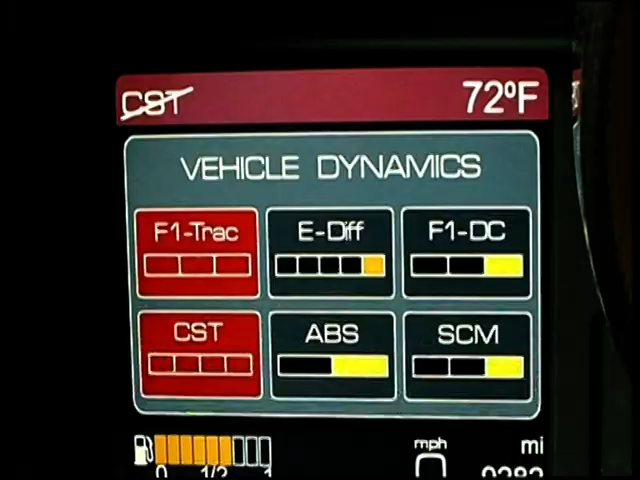 CST 72ºF
VEHICLE DYNAMICS
F1-Trac E-Diff F1-DC
CST ABS SCM
mph mi
0 1/2 1